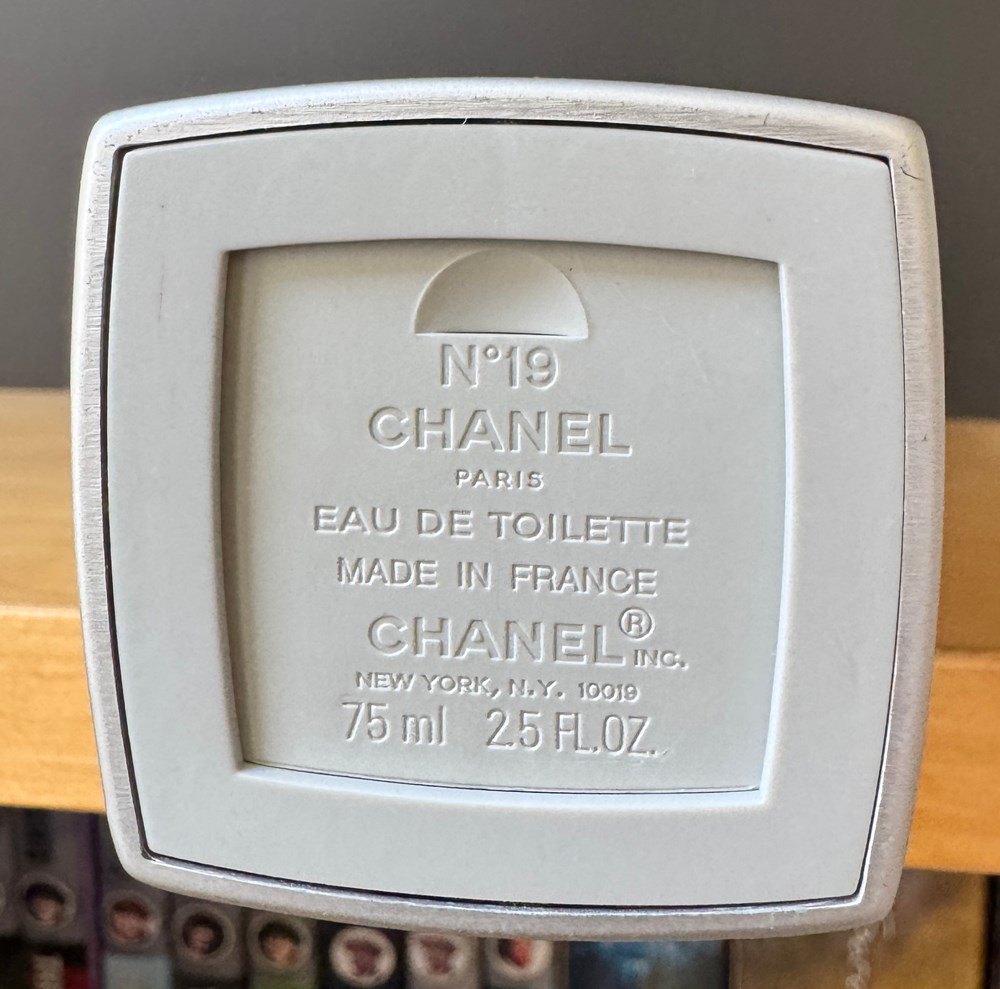 N°19
CHANEL
PARIS
EAU DE TOILETTE
MADE IN FRANCE
CHANEL® INC.
NEW YORK, N.Y. 10019
75 ml 2.5 FL.OZ.